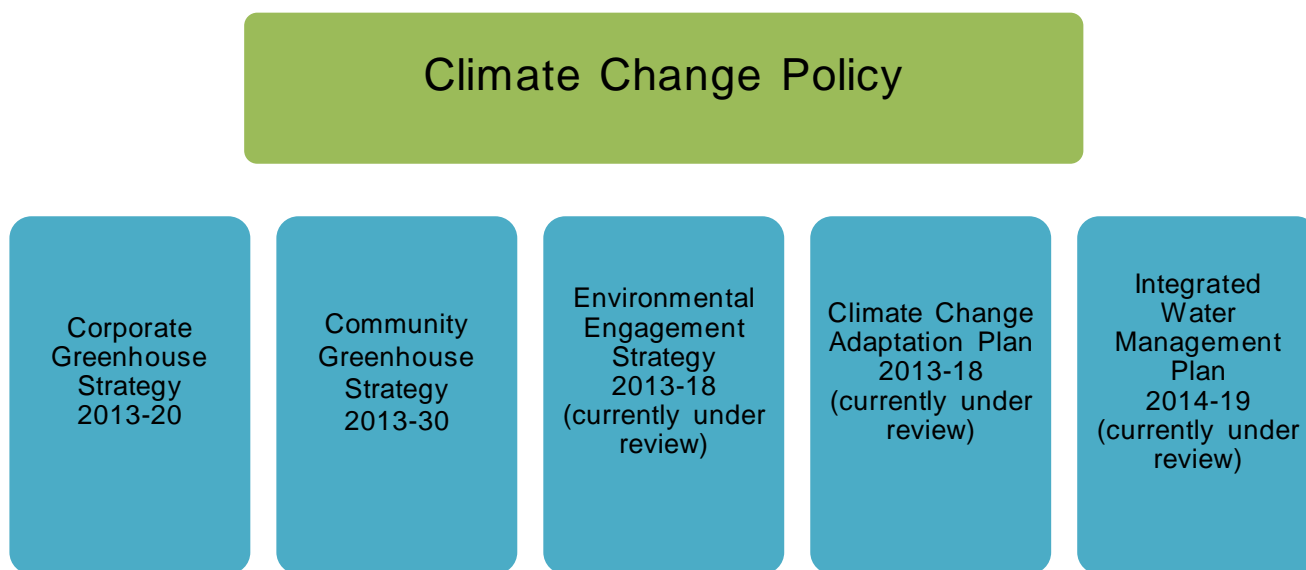 Climate Change Policy
Corporate
Greenhouse
Strategy
2013-20
Community
Greenhouse
Strategy
2013-30
Environmental
Engagement
Strategy
2013-18
(currently under
review)
Climate Change
Adaptation Plan
2013-18
(currently under
review)
Integrated
Water
Management
Plan
2014-19
(currently under
review)